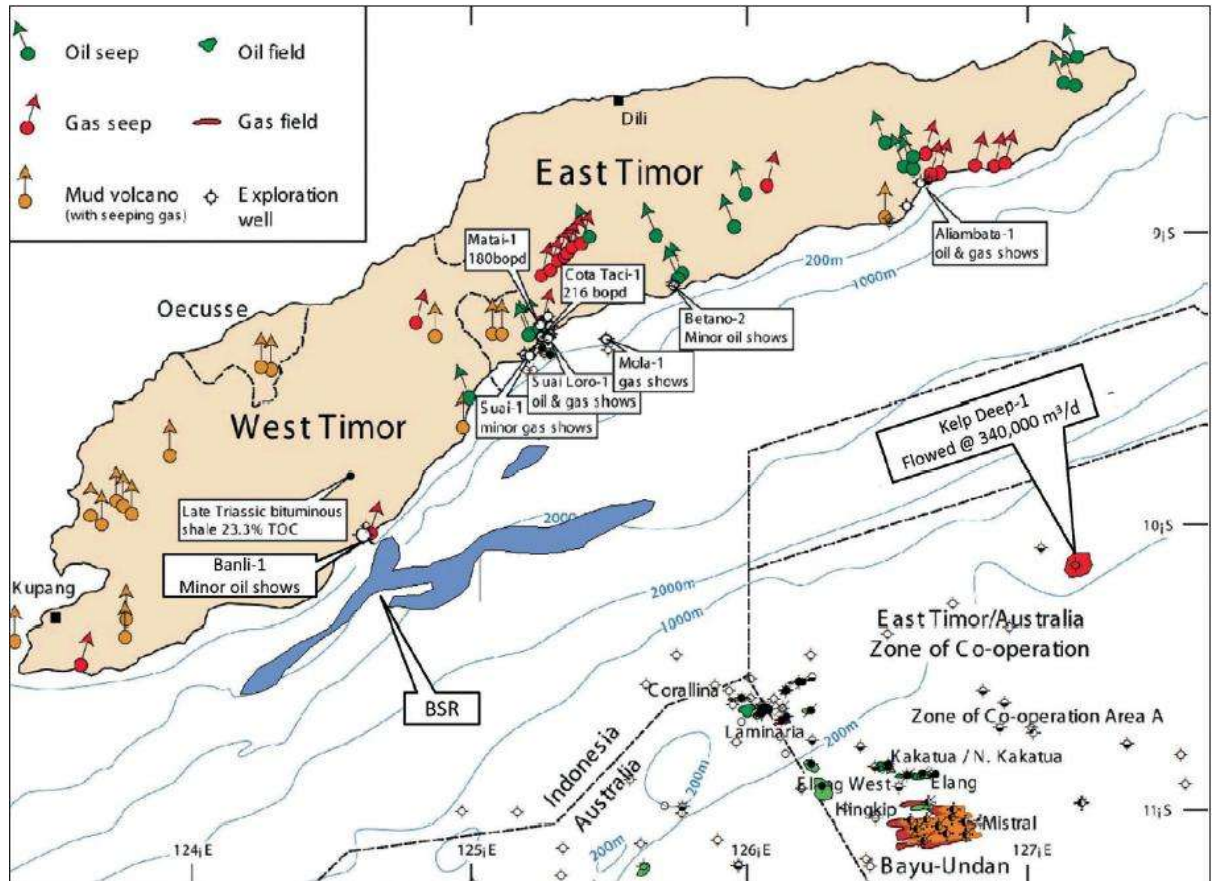 Oil seep
Oil field
Gas seep
Gas field
Mud volcano
(with seeping gas)
Exploration
well
Dili
East Timor
Matai-1
180bopd
Cota Taci-1
216 bopd
Aliambata-1
oil & gas shows
200m
1000m
9¡S
Oecusse
Betano-2
Minor oil shows
Mola-1
gas shows
Suai Loro-1
oil & gas shows
Suai-1
minor gas shows
West Timor
Kelp Deep-1
Flowed @ 340,000 m³/d
Late Triassic bituminous
shale 23.3% TOC
2000
10¡S
Banli-1
Minor oil shows
Kupang
2000m
1000m
East Timor/Australia
Zone of Co-operation
BSR
Corallina
Laminaria
200m
Zone of Co-operation Area A
Indonesia
Australia
200m
Kakatua / N. Kakatua
Elang West
Elang
Hingkip
Mistral
11¡S
200m
Bayu-Undan
124¡E
125¡E
126¡E
127¡E